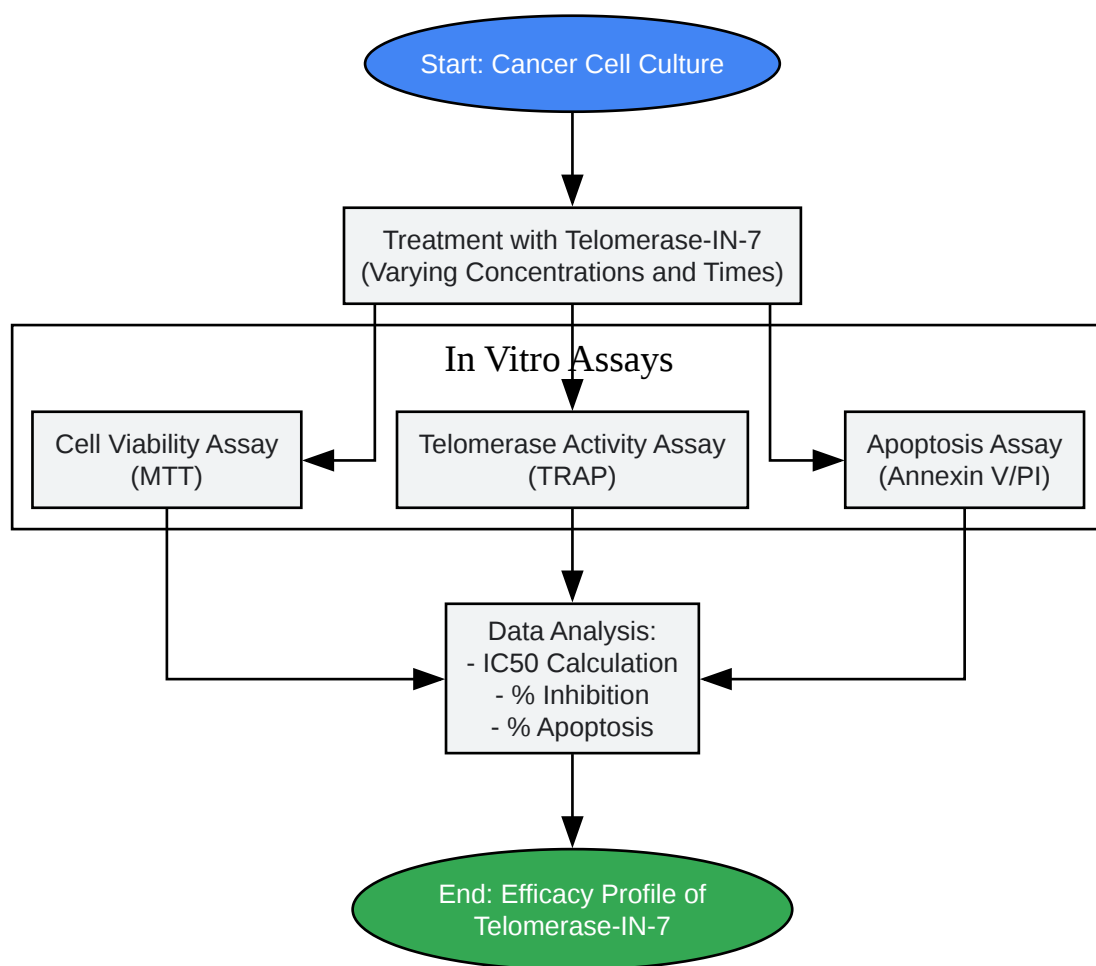 Start: Cancer Cell Culture
Treatment with Telomerase-IN-7
(Varying Concentrations and Times)
In Vitro Assays
Cell Viability Assay
(MTT)
Telomerase Activity Assay
(TRAP)
Apoptosis Assay
(Annexin V/PI)
Data Analysis:
- IC50 Calculation
- % Inhibition
- % Apoptosis
End: Efficacy Profile of
Telomerase-IN-7